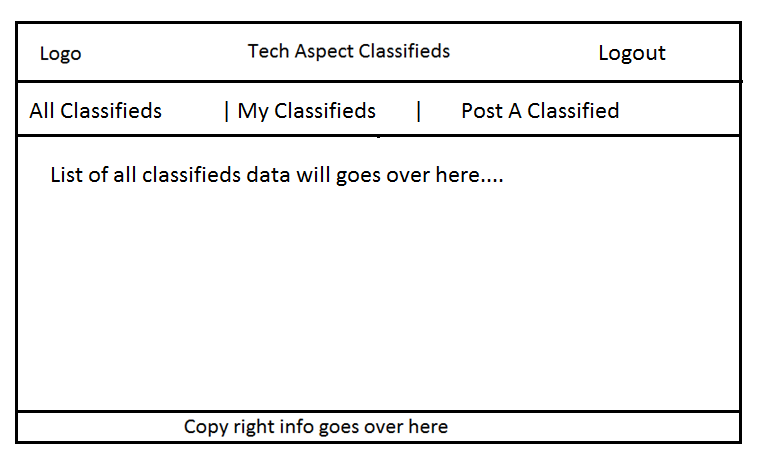 Logo Tech Aspect Classifieds Logout
All Classifieds | My Classifieds | Post A Classified
List of all classifieds data will goes over here....
Copy right info goes over here